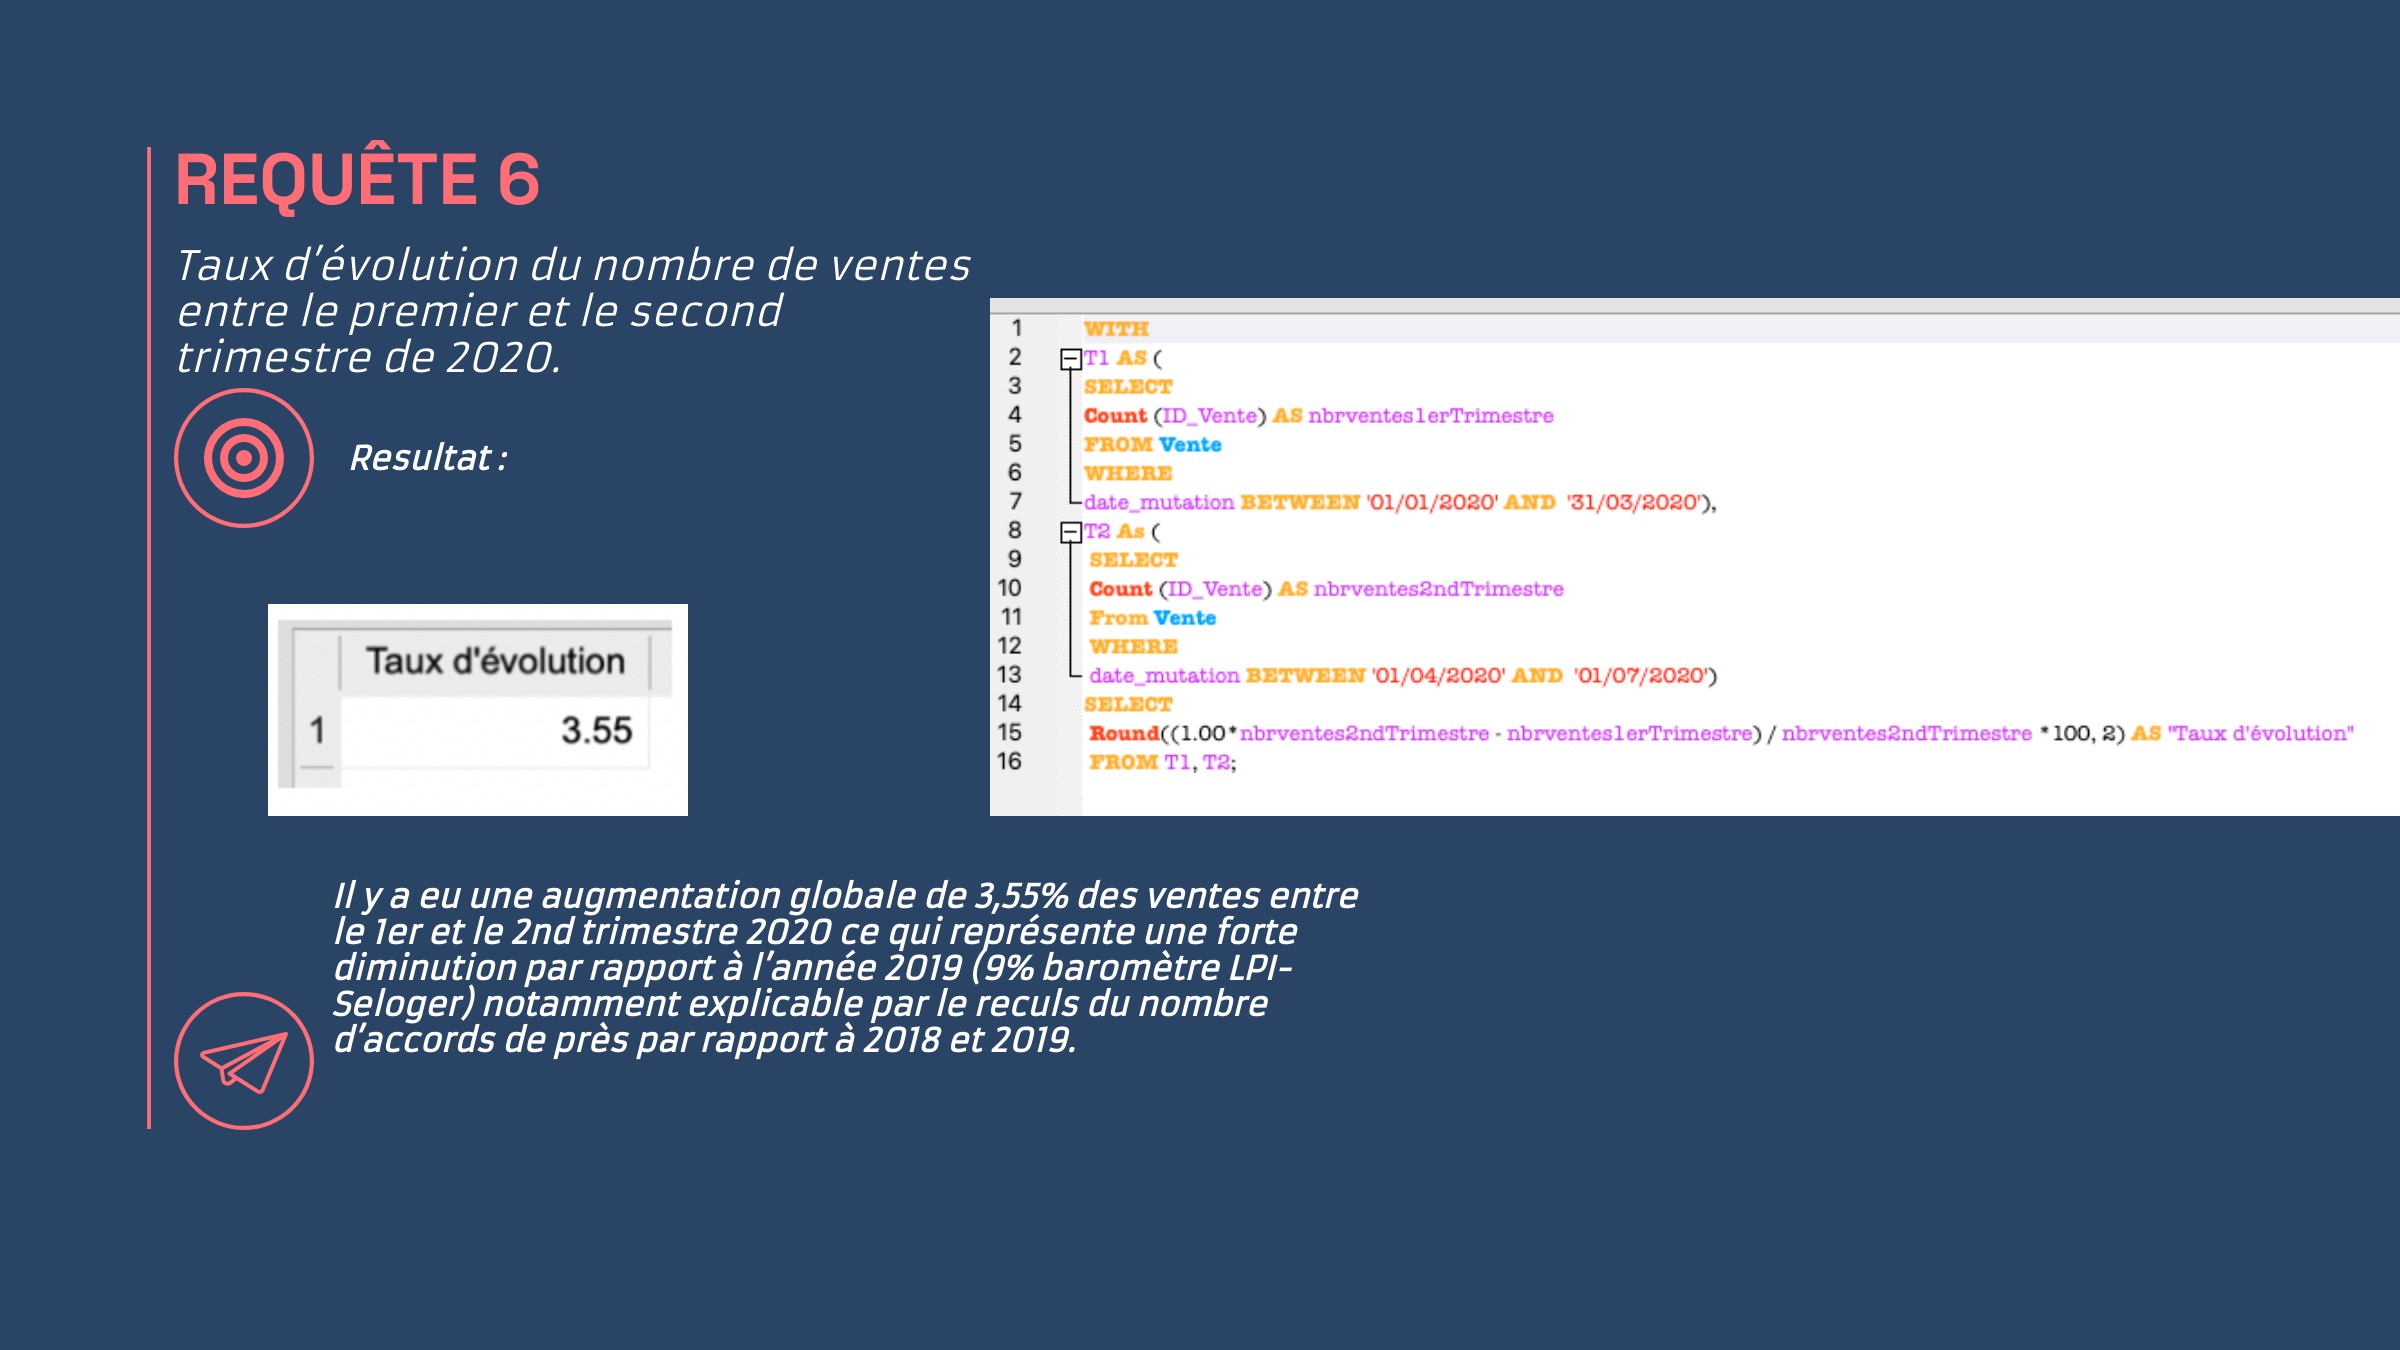 REQUÊTE 6
Taux d'évolution du nombre de ventes
entre le premier et le second
trimestre de 2020.
Resultat :
Taux d'évolution
1 3.55
1 WITH
2 T1 AS (
3 SELECT
4 Count (ID_Vente) AS nbrventes1erTrimestre
5 FROM Vente
6 WHERE
7 date_mutation BETWEEN '01/01/2020' AND '31/03/2020'),
8 T2 As (
9 SELECT
10 Count (ID_Vente) AS nbrventes2ndTrimestre
11 From Vente
12 WHERE
13 date_mutation BETWEEN '01/04/2020' AND '01/07/2020')
14 SELECT
15 Round((1.00*nbrventes2ndTrimestre - nbrventes1erTrimestre) / nbrventes2ndTrimestre *100, 2) AS "Taux d'évolution"
16 FROM T1, T2;
Il y a eu une augmentation globale de 3,55% des ventes entre
le 1er et le 2nd trimestre 2020 ce qui représente une forte
diminution par rapport à l'année 2019 (9% baromètre LPI-
Seloger) notamment explicable par le reculs du nombre
d'accords de près par rapport à 2018 et 2019.